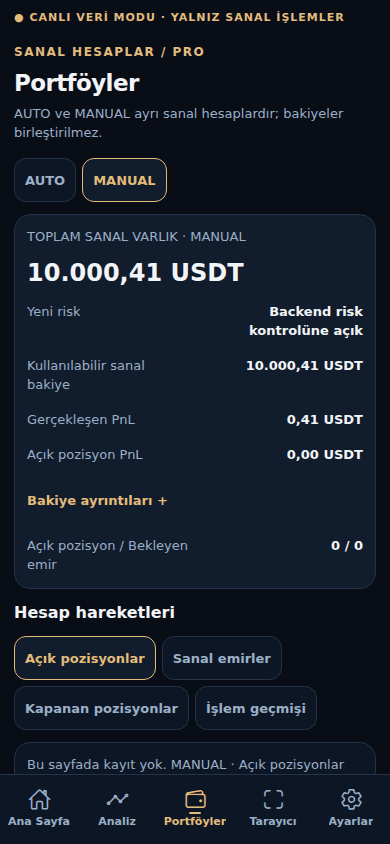 ● CANLI VERİ MODU · YALNIZ SANAL İŞLEMLER
SANAL HESAPLAR / PRO
Portföyler
AUTO ve MANUAL ayrı sanal hesaplardır; bakiyeler
birleştirilmez.
AUTO MANUAL
TOPLAM SANAL VARLIK · MANUAL
10.000,41 USDT
Yeni risk Backend risk
kontrolüne açık
Kullanılabilir sanal 10.000,41 USDT
bakiye
Gerçekleşen PnL 0,41 USDT
Açık pozisyon PnL 0,00 USDT
Bakiye ayrıntıları +
Açık pozisyon / Bekleyen 0 / 0
emir
Hesap hareketleri
Açık pozisyonlar Sanal emirler
Kapanan pozisyonlar İşlem geçmişi
Bu sayfada kayıt yok. MANUAL · Açık pozisyonlar
Ana Sayfa Analiz Portföyler Tarayıcı Ayarlar